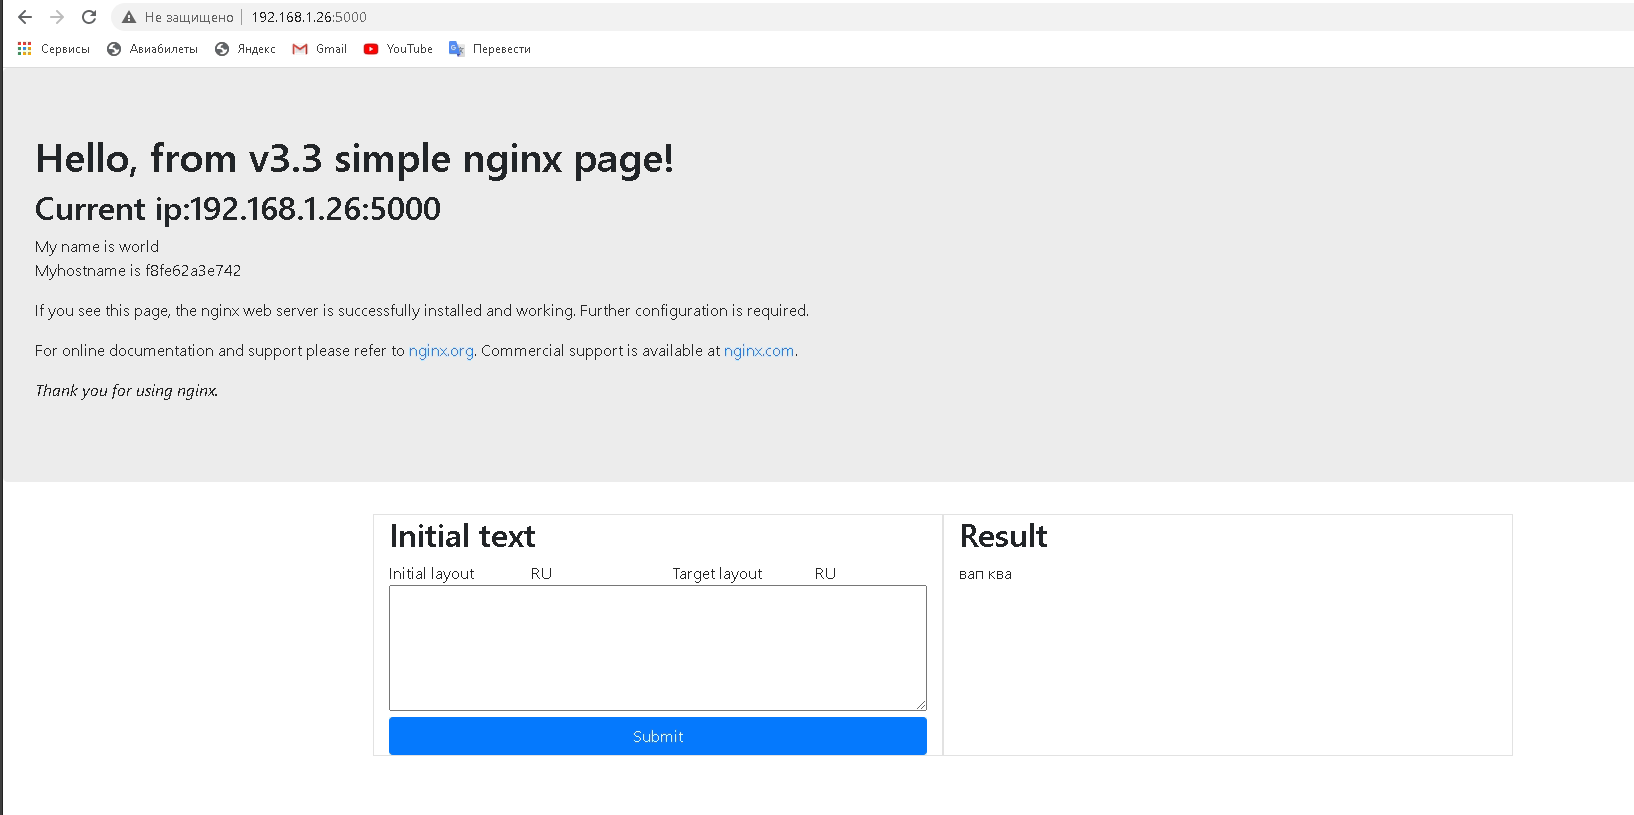 Не защищено 192.168.1.26:5000
Сервисы Авиабилеты Яндекс Gmail YouTube Перевести
Hello, from v3.3 simple nginx page!
Current ip:192.168.1.26:5000
My name is world
Myhostname is f8fe62a3e742
If you see this page, the nginx web server is successfully installed and working. Further configuration is required.
For online documentation and support please refer to nginx.org. Commercial support is available at nginx.com.
Thank you for using nginx.
Initial text
Initial layout RU Target layout RU
Submit
Result
вап ква